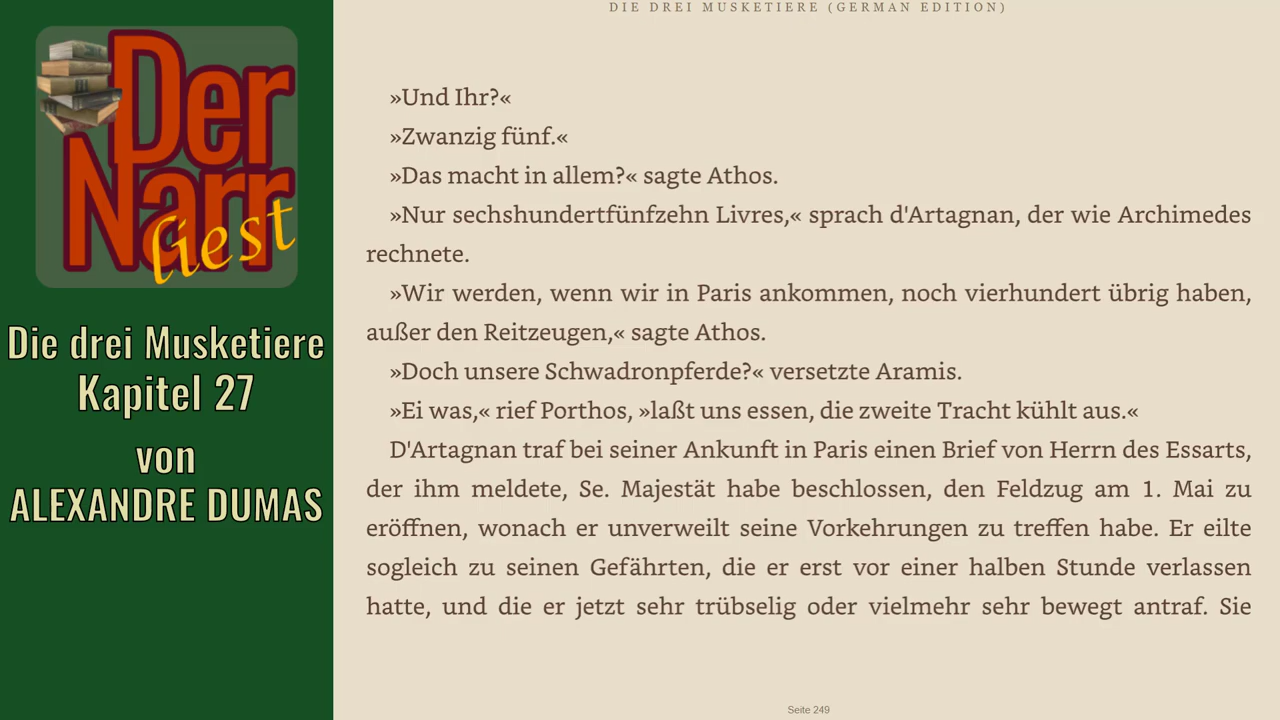 Der
Narr
liest
Die drei Musketiere
Kapitel 27
von
ALEXANDRE DUMAS
DIE DREI MUSKETIERE (GERMAN EDITION)
»Und Ihr?«
»Zwanzig fünf.«
»Das macht in allem?« sagte Athos.
»Nur sechshundertfünfzehn Livres,« sprach d'Artagnan, der wie Archimedes
rechnete.
»Wir werden, wenn wir in Paris ankommen, noch vierhundert übrig haben,
außer den Reitzeugen,« sagte Athos.
»Doch unsere Schwadronpferde?« versetzte Aramis.
»Ei was,« rief Porthos, »laßt uns essen, die zweite Tracht kühlt aus.«
D'Artagnan traf bei seiner Ankunft in Paris einen Brief von Herrn des Essarts,
der ihm meldete, Se. Majestät habe beschlossen, den Feldzug am 1. Mai zu
eröffnen, wonach er unverweilt seine Vorkehrungen zu treffen habe. Er eilte
sogleich zu seinen Gefährten, die er erst vor einer halben Stunde verlassen
hatte, und die er jetzt sehr trübselig oder vielmehr sehr bewegt antraf. Sie
Seite 249